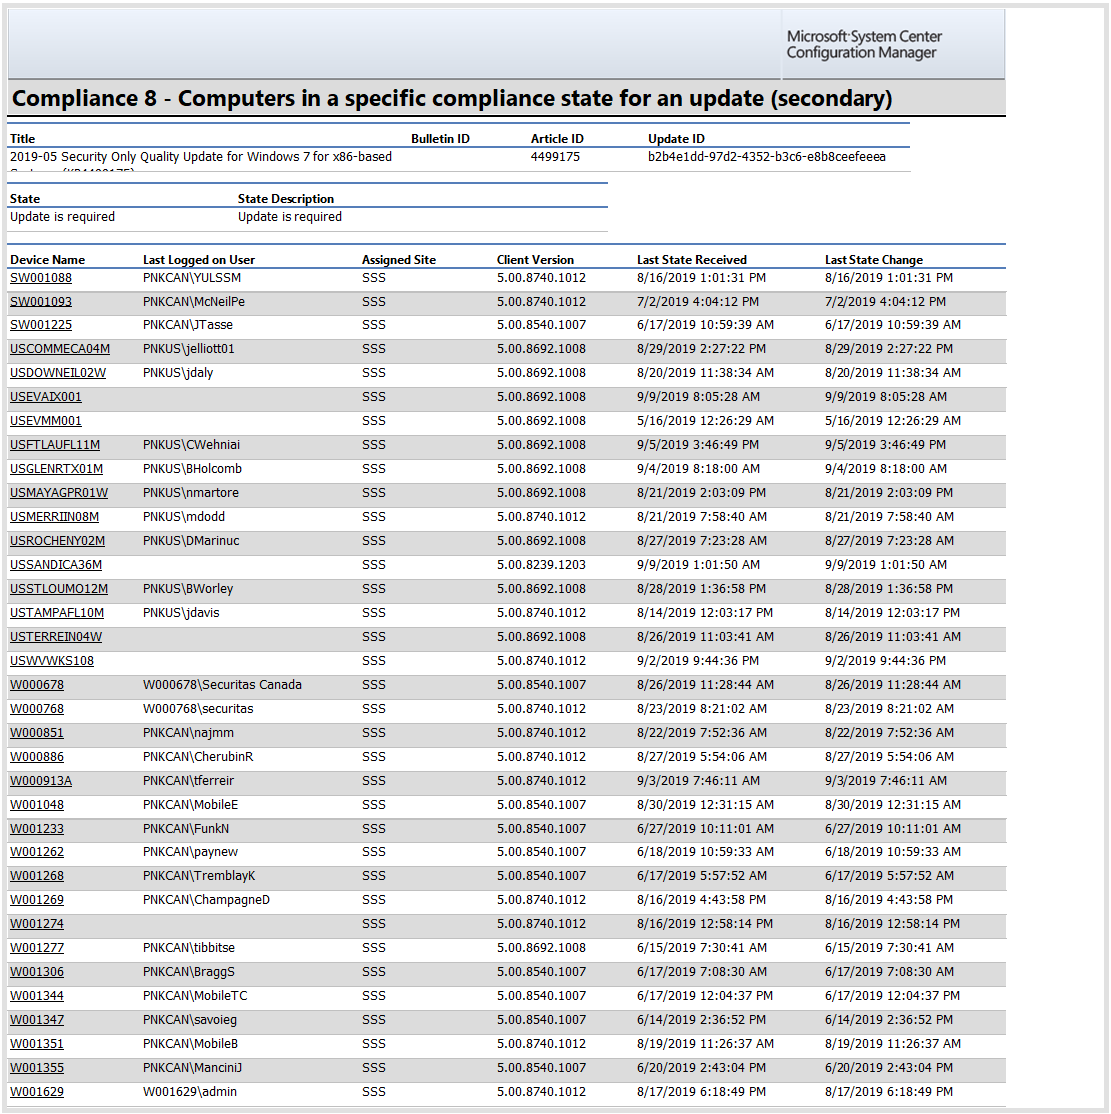 Microsoft System Center
Configuration Manager
Compliance 8 - Computers in a specific compliance state for an update (secondary)
Title Bulletin ID Article ID Update ID
2019-05 Security Only Quality Update for Windows 7 for x86-based 4499175 b2b4e1dd-97d2-4352-b3c6-e8b8ceefeeea
State State Description
Update is required Update is required
Device Name Last Logged on User Assigned Site Client Version Last State Received Last State Change
SW001088 PNKCAN\YULSSM SSS 5.00.8740.1012 8/16/2019 1:01:31 PM 8/16/2019 1:01:31 PM
SW001093 PNKCAN\McNeilPe SSS 5.00.8740.1012 7/2/2019 4:04:12 PM 7/2/2019 4:04:12 PM
SW001225 PNKCAN\JTasse SSS 5.00.8540.1007 6/17/2019 10:59:39 AM 6/17/2019 10:59:39 AM
USCOMMECA04M PNKUS\jelliott01 SSS 5.00.8692.1008 8/29/2019 2:27:22 PM 8/29/2019 2:27:22 PM
USDOWNEIL02W PNKUS\jdaly SSS 5.00.8692.1008 8/20/2019 11:38:34 AM 8/20/2019 11:38:34 AM
USEVAIX001 SSS 5.00.8692.1008 9/9/2019 8:05:28 AM 9/9/2019 8:05:28 AM
USEVMM001 SSS 5.00.8692.1008 5/16/2019 12:26:29 AM 5/16/2019 12:26:29 AM
USFTLAUFL11M PNKUS\CWehniai SSS 5.00.8692.1008 9/5/2019 3:46:49 PM 9/5/2019 3:46:49 PM
USGLENRTX01M PNKUS\BHolcomb SSS 5.00.8692.1008 9/4/2019 8:18:00 AM 9/4/2019 8:18:00 AM
USMAYAGPR01W PNKUS\nmartore SSS 5.00.8692.1008 8/21/2019 2:03:09 PM 8/21/2019 2:03:09 PM
USMERRIIN08M PNKUS\mdodd SSS 5.00.8740.1012 8/21/2019 7:58:40 AM 8/21/2019 7:58:40 AM
USROCHENY02M PNKUS\DMarinuc SSS 5.00.8692.1008 8/27/2019 7:23:28 AM 8/27/2019 7:23:28 AM
USSANDICA36M SSS 5.00.8239.1203 9/9/2019 1:01:50 AM 9/9/2019 1:01:50 AM
USSTLOUMO12M PNKUS\BWorley SSS 5.00.8692.1008 8/28/2019 1:36:58 PM 8/28/2019 1:36:58 PM
USTAMPAFL10M PNKUS\jdavis SSS 5.00.8740.1012 8/14/2019 12:03:17 PM 8/14/2019 12:03:17 PM
USTERREIN04W SSS 5.00.8692.1008 8/26/2019 11:03:41 AM 8/26/2019 11:03:41 AM
USWVWKS108 SSS 5.00.8740.1012 9/2/2019 9:44:36 PM 9/2/2019 9:44:36 PM
W000678 W000678\Securitas Canada SSS 5.00.8540.1007 8/26/2019 11:28:44 AM 8/26/2019 11:28:44 AM
W000768 W000768\securitas SSS 5.00.8740.1012 8/23/2019 8:21:02 AM 8/23/2019 8:21:02 AM
W000851 PNKCAN\najmm SSS 5.00.8740.1012 8/22/2019 7:52:36 AM 8/22/2019 7:52:36 AM
W000886 PNKCAN\CherubinR SSS 5.00.8740.1012 8/27/2019 5:54:06 AM 8/27/2019 5:54:06 AM
W000913A PNKCAN\tferreir SSS 5.00.8740.1012 9/3/2019 7:46:11 AM 9/3/2019 7:46:11 AM
W001048 PNKCAN\MobileE SSS 5.00.8540.1007 8/30/2019 12:31:15 AM 8/30/2019 12:31:15 AM
W001233 PNKCAN\FunkN SSS 5.00.8540.1007 6/27/2019 10:11:01 AM 6/27/2019 10:11:01 AM
W001262 PNKCAN\paynew SSS 5.00.8540.1007 6/18/2019 10:59:33 AM 6/18/2019 10:59:33 AM
W001268 PNKCAN\TremblayK SSS 5.00.8540.1007 6/17/2019 5:57:52 AM 6/17/2019 5:57:52 AM
W001269 PNKCAN\ChampagneD SSS 5.00.8740.1012 8/16/2019 4:43:58 PM 8/16/2019 4:43:58 PM
W001274 SSS 5.00.8740.1012 8/16/2019 12:58:14 PM 8/16/2019 12:58:14 PM
W001277 PNKCAN\tibbitse SSS 5.00.8692.1008 6/15/2019 7:30:41 AM 6/15/2019 7:30:41 AM
W001306 PNKCAN\BraggS SSS 5.00.8540.1007 6/17/2019 7:08:30 AM 6/17/2019 7:08:30 AM
W001344 PNKCAN\MobileTC SSS 5.00.8540.1007 6/17/2019 12:04:37 PM 6/17/2019 12:04:37 PM
W001347 PNKCAN\savoieg SSS 5.00.8540.1007 6/14/2019 2:36:52 PM 6/14/2019 2:36:52 PM
W001351 PNKCAN\MobileB SSS 5.00.8740.1012 8/19/2019 11:26:37 AM 8/19/2019 11:26:37 AM
W001355 PNKCAN\ManciniJ SSS 5.00.8540.1007 6/20/2019 2:43:04 PM 6/20/2019 2:43:04 PM
W001629 W001629\admin SSS 5.00.8740.1012 8/17/2019 6:18:49 PM 8/17/2019 6:18:49 PM